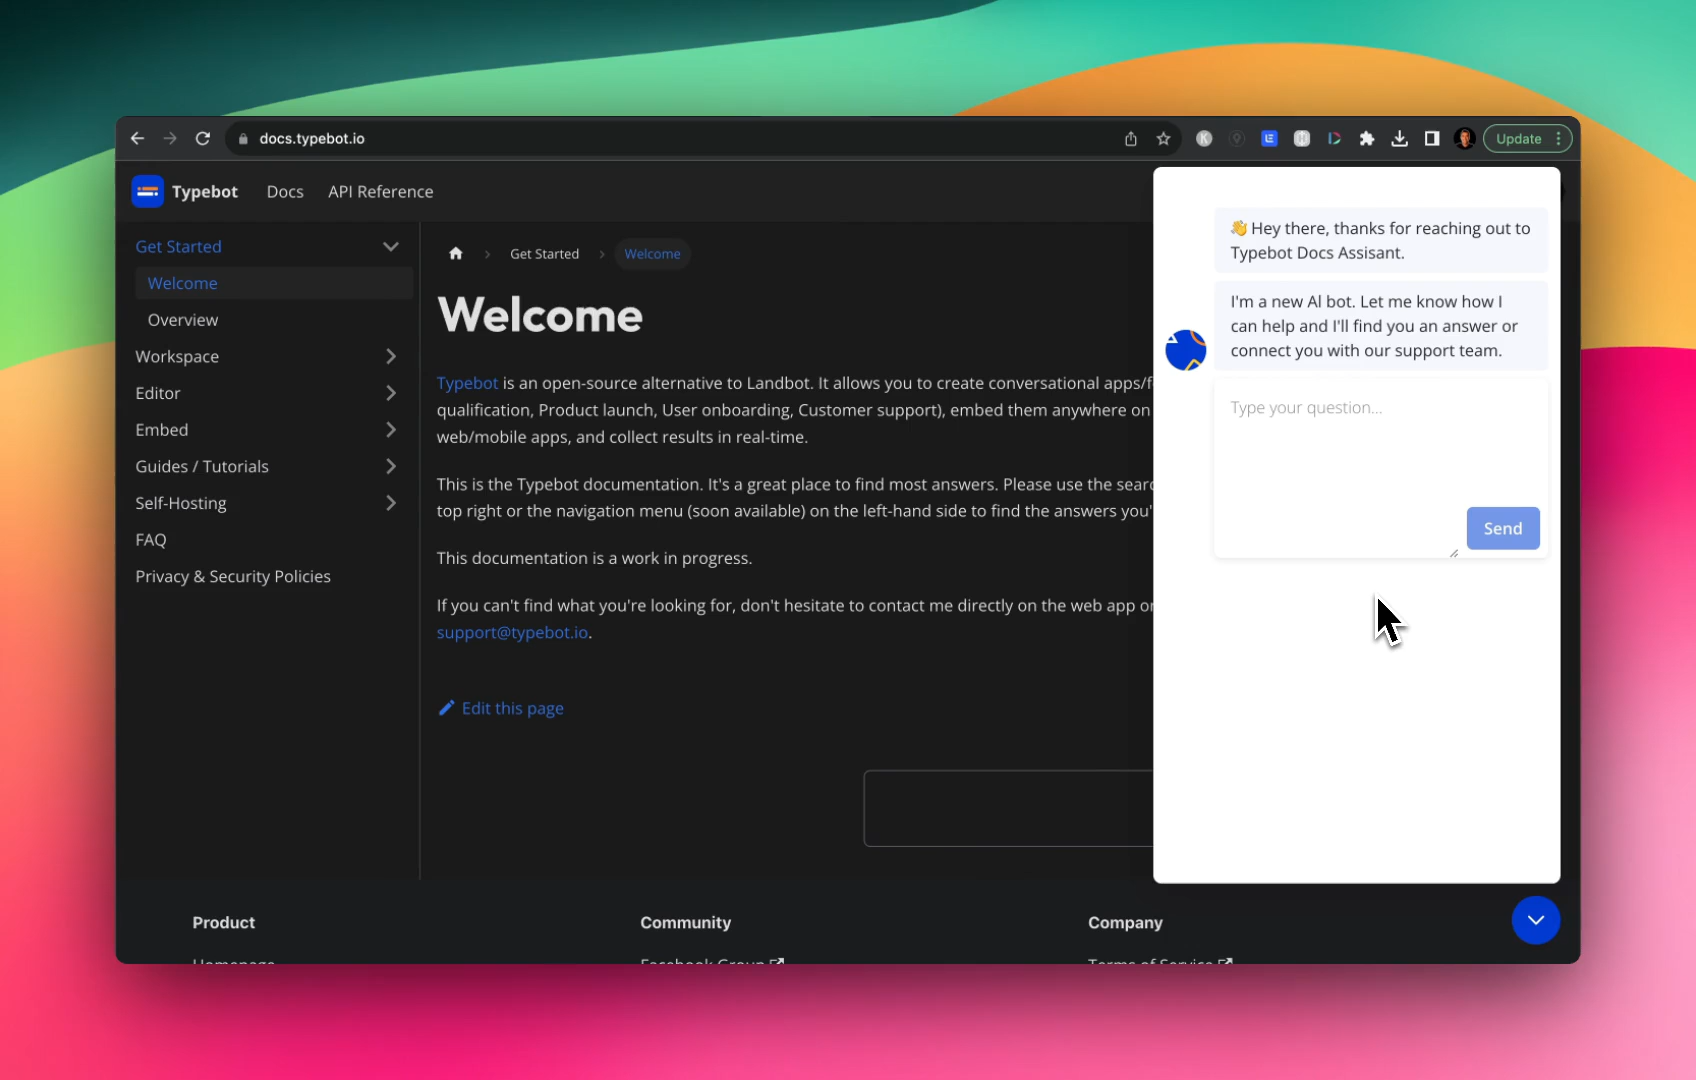 docs.typebot.io
Update
Typebot
Docs
API Reference
Get Started
Welcome
Overview
Workspace
Editor
Embed
Guides / Tutorials
Self-Hosting
FAQ
Privacy & Security Policies
Get Started
Welcome
Welcome
Typebot is an open-source alternative to Landbot. It allows you to create conversational apps/f
qualification, Product launch, User onboarding, Customer support), embed them anywhere on
web/mobile apps, and collect results in real-time.
This is the Typebot documentation. It's a great place to find most answers. Please use the sear
top right or the navigation menu (soon available) on the left-hand side to find the answers you'
This documentation is a work in progress.
If you can't find what you're looking for, don't hesitate to contact me directly on the web app or
support@typebot.io.
Edit this page
👋 Hey there, thanks for reaching out to
Typebot Docs Assisant.
I'm a new AI bot. Let me know how I
can help and I'll find you an answer or
connect you with our support team.
Type your question...
Send
Product
Community
Company
Homepage
Facebook Group
Terms of Service